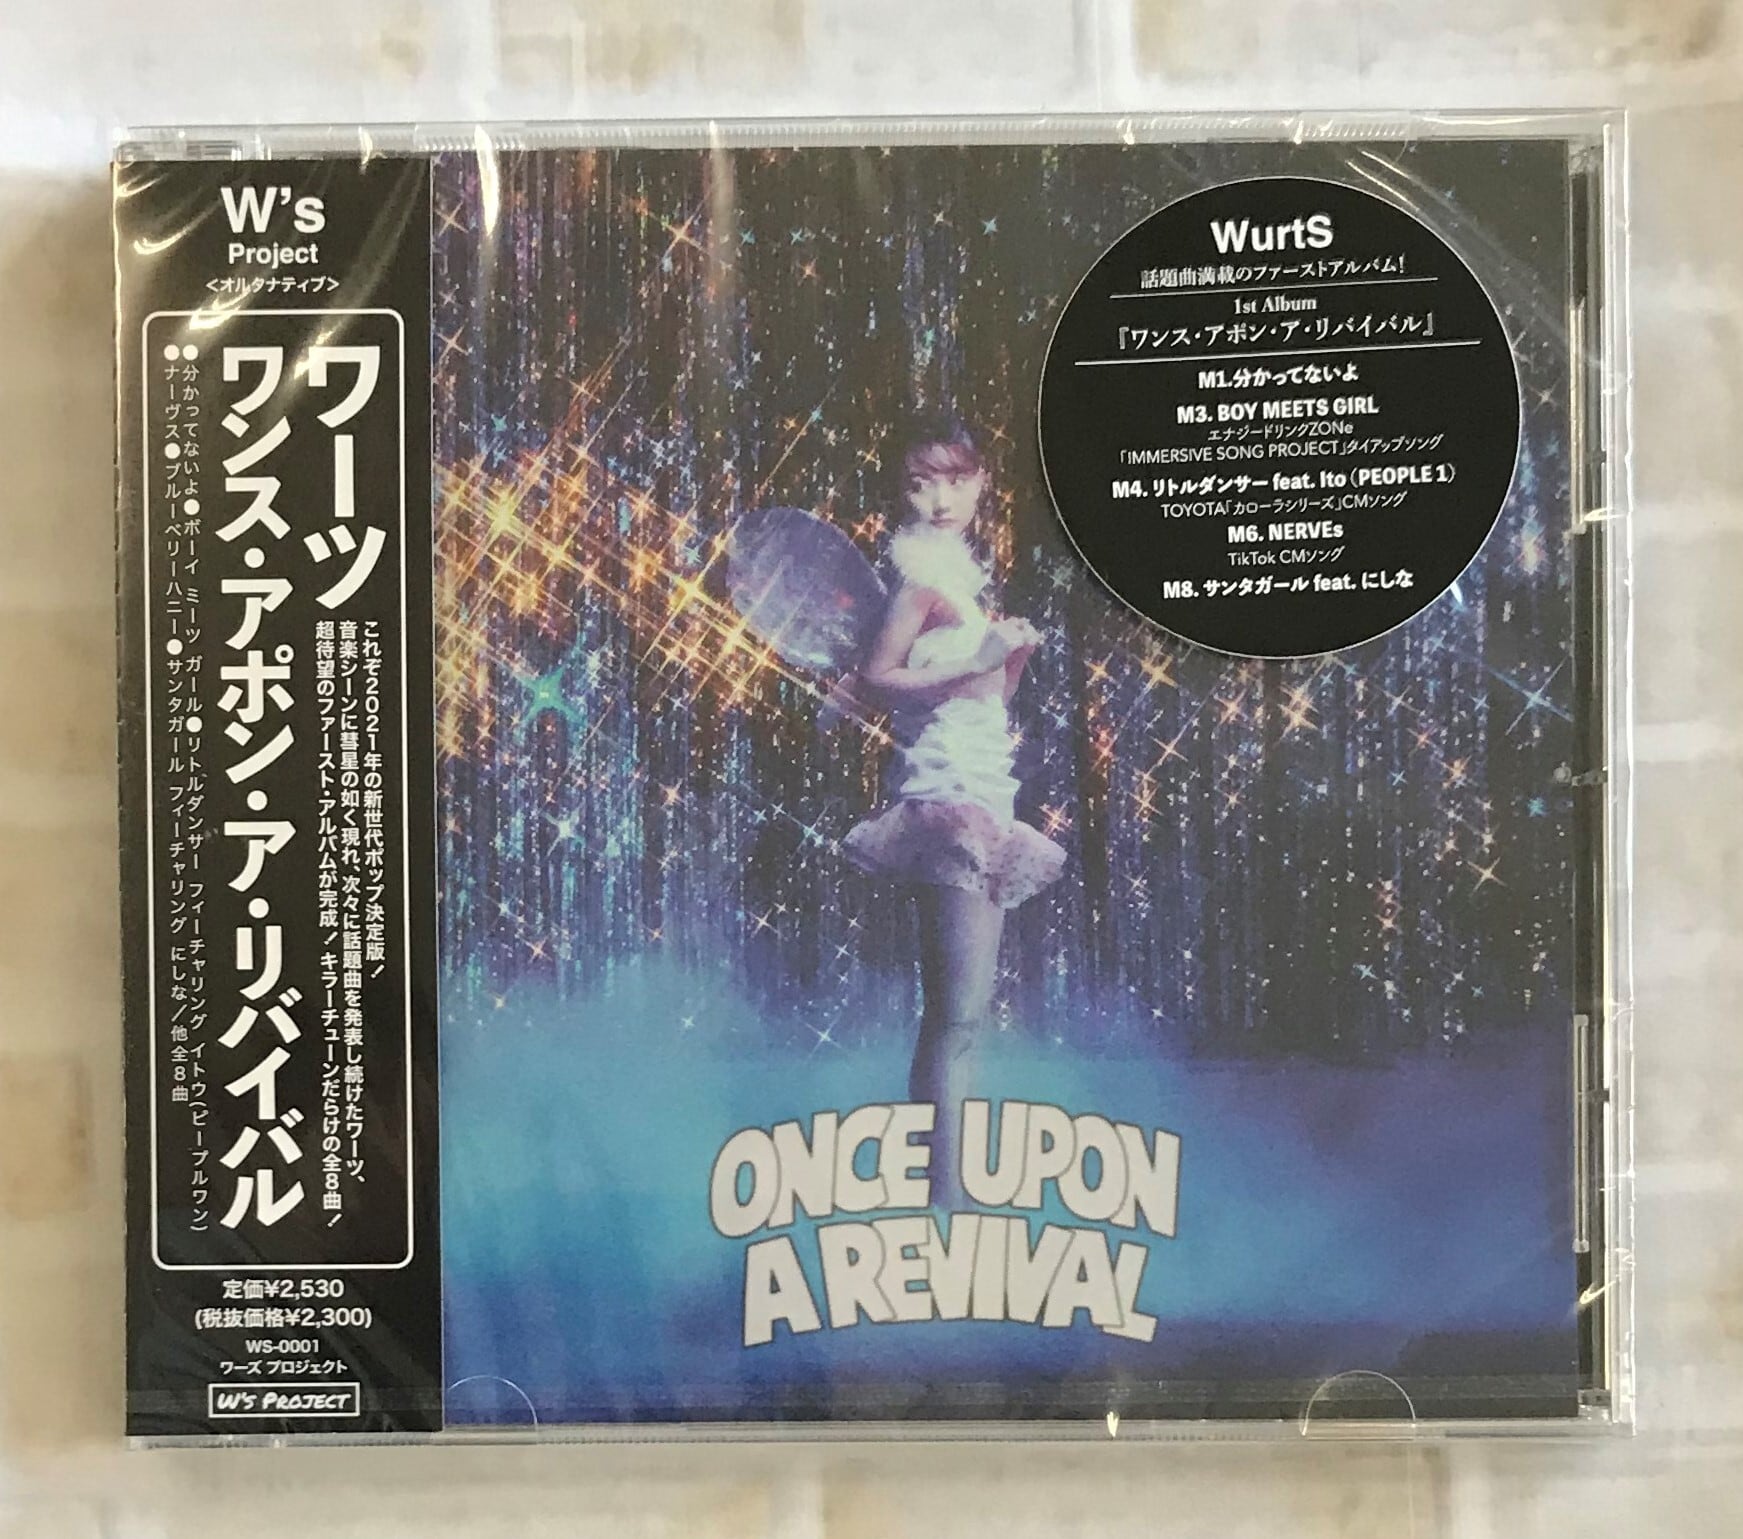 W's
Project
<オルタナティブ>
ワーツ
ワンス・アポン・ア・リバイバル
これぞ2021年の新世代ポップ決定版!
音楽シーンに彗星の如く現れ、次々に話題曲を発表し続けたワーツ、
超待望のファースト・アルバムが完成!キラーチューンだらけの全8曲!
●分かってないよ●ボーイ ミーツ ガール●リトルダンサー フィーチャリング イトウ(ピープルワン)
●ナーヴス●ブルーベリーハニー●サンタガール フィーチャリング にしな/他 全8曲
定価¥2,530
(税抜価格¥2,300)
WS-0001
ワーズ プロジェクト
W'S PROJECT
WurtS
話題曲満載のファーストアルバム!
1st Album
『ワンス・アポン・ア・リバイバル』
M1.分かってないよ
M3. BOY MEETS GIRL
エナジードリンクZONe
「IMMERSIVE SONG PROJECT」タイアップソング
M4. リトルダンサー feat. Ito (PEOPLE 1)
TOYOTA「カローラシリーズ」CMソング
M6. NERVEs
TikTok CMソング
M8. サンタガール feat. にしな
ONCE UPON
A REVIVAL